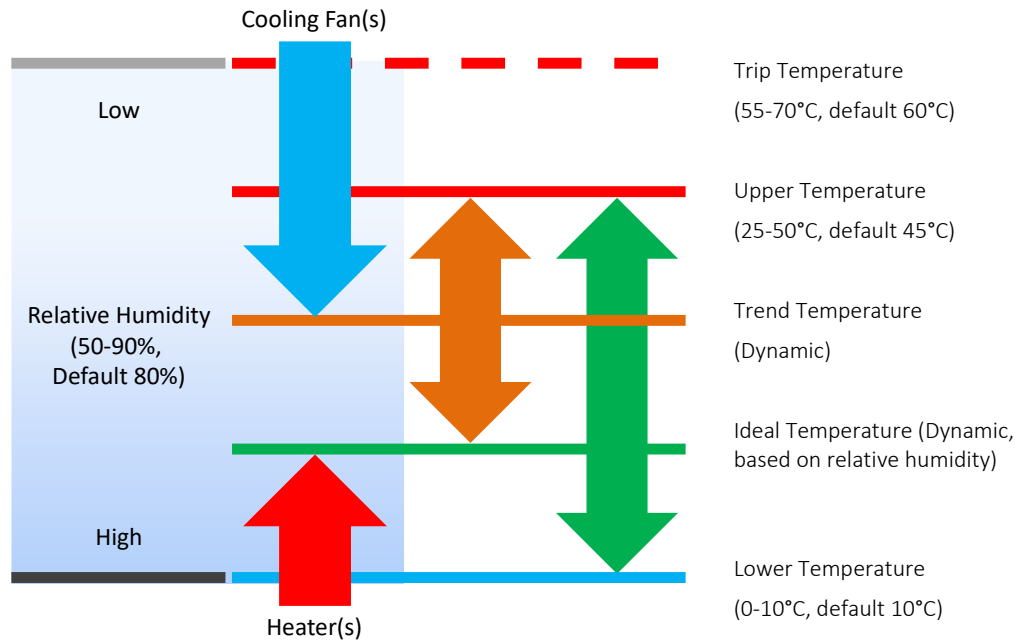 Cooling Fan(s)
Low
Relative Humidity
(50-90%,
Default 80%)
High
Heater(s)
Trip Temperature
(55-70°C, default 60°C)
Upper Temperature
(25-50°C, default 45°C)
Trend Temperature
(Dynamic)
Ideal Temperature (Dynamic,
based on relative humidity)
Lower Temperature
(0-10°C, default 10°C)